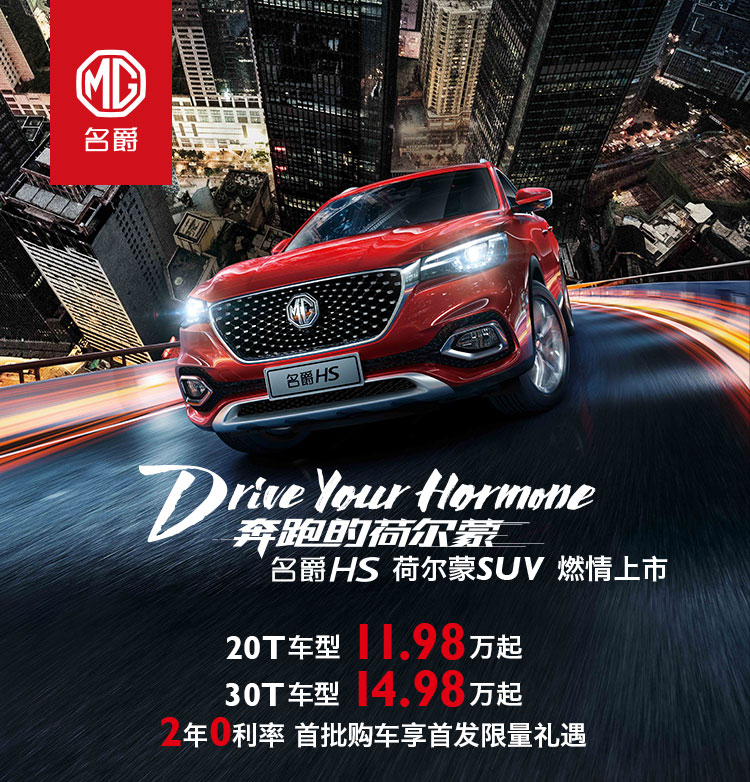 MG
名爵
MG
名爵HS
Drive Your Hormone
奔跑的荷尔蒙
名爵HS 荷尔蒙SUV 燃情上市
20T车型 11.98万起
30T车型 14.98万起
2年0利率 首批购车享首发限量礼遇